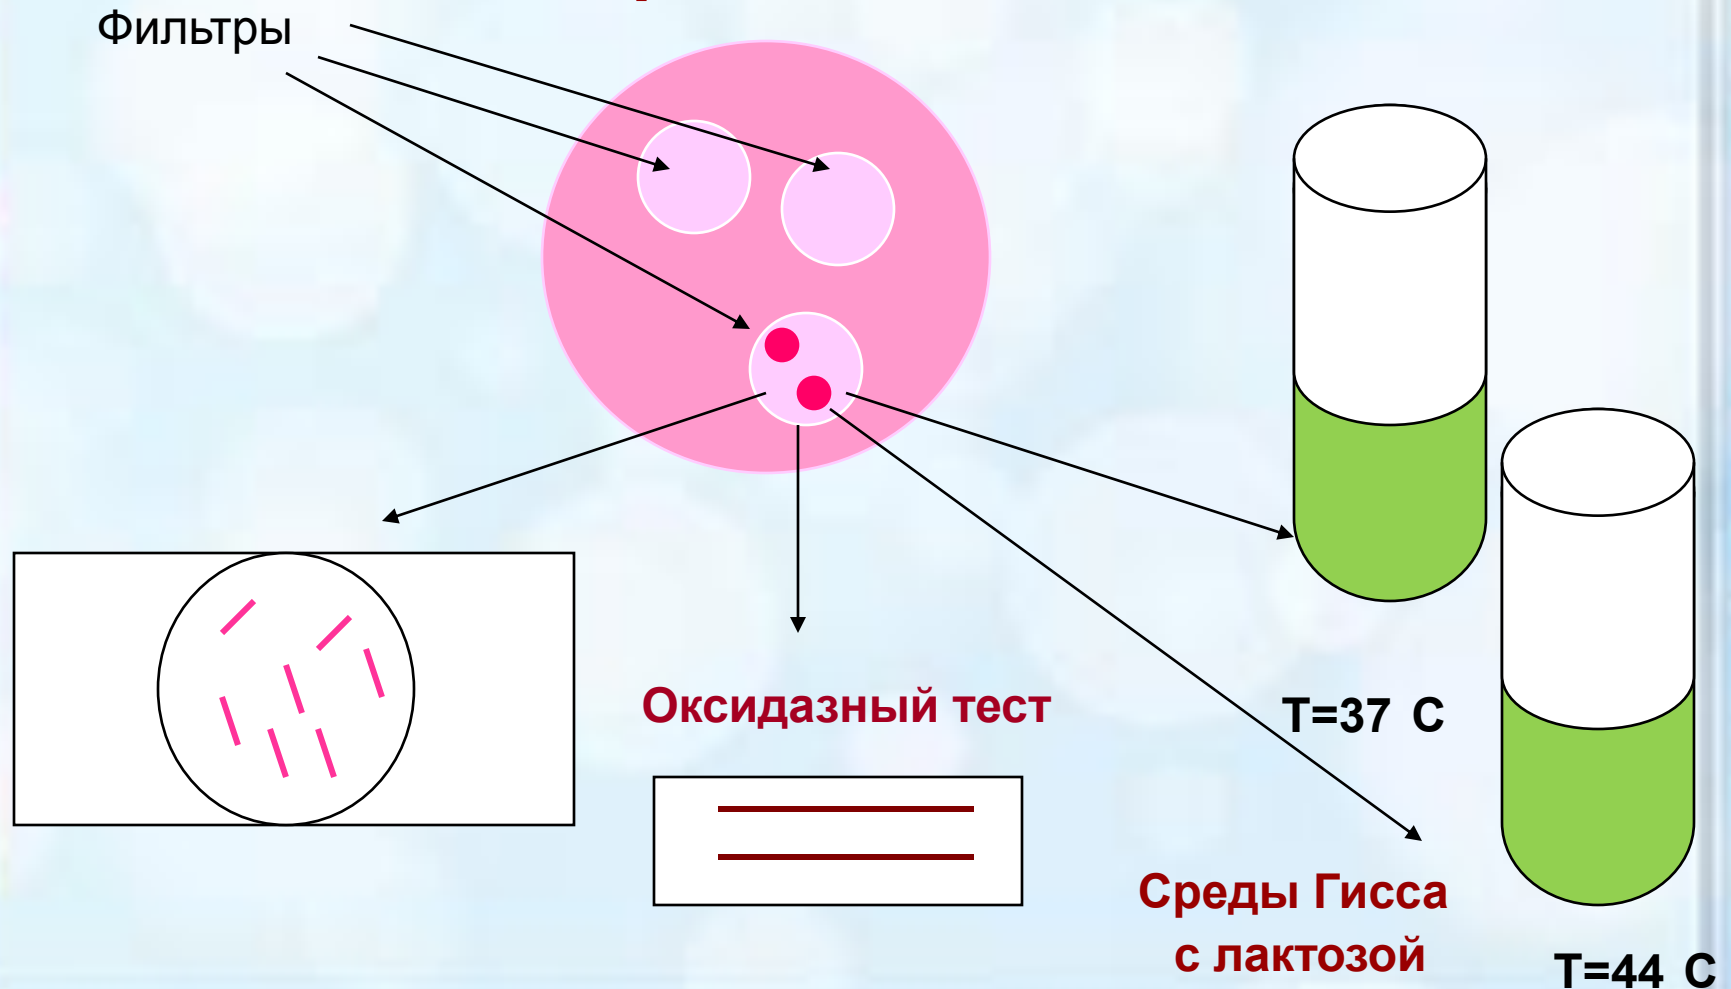 Фильтры
Оксидазный тест
T=37 C
Среды Гисса
с лактозой
T=44 C